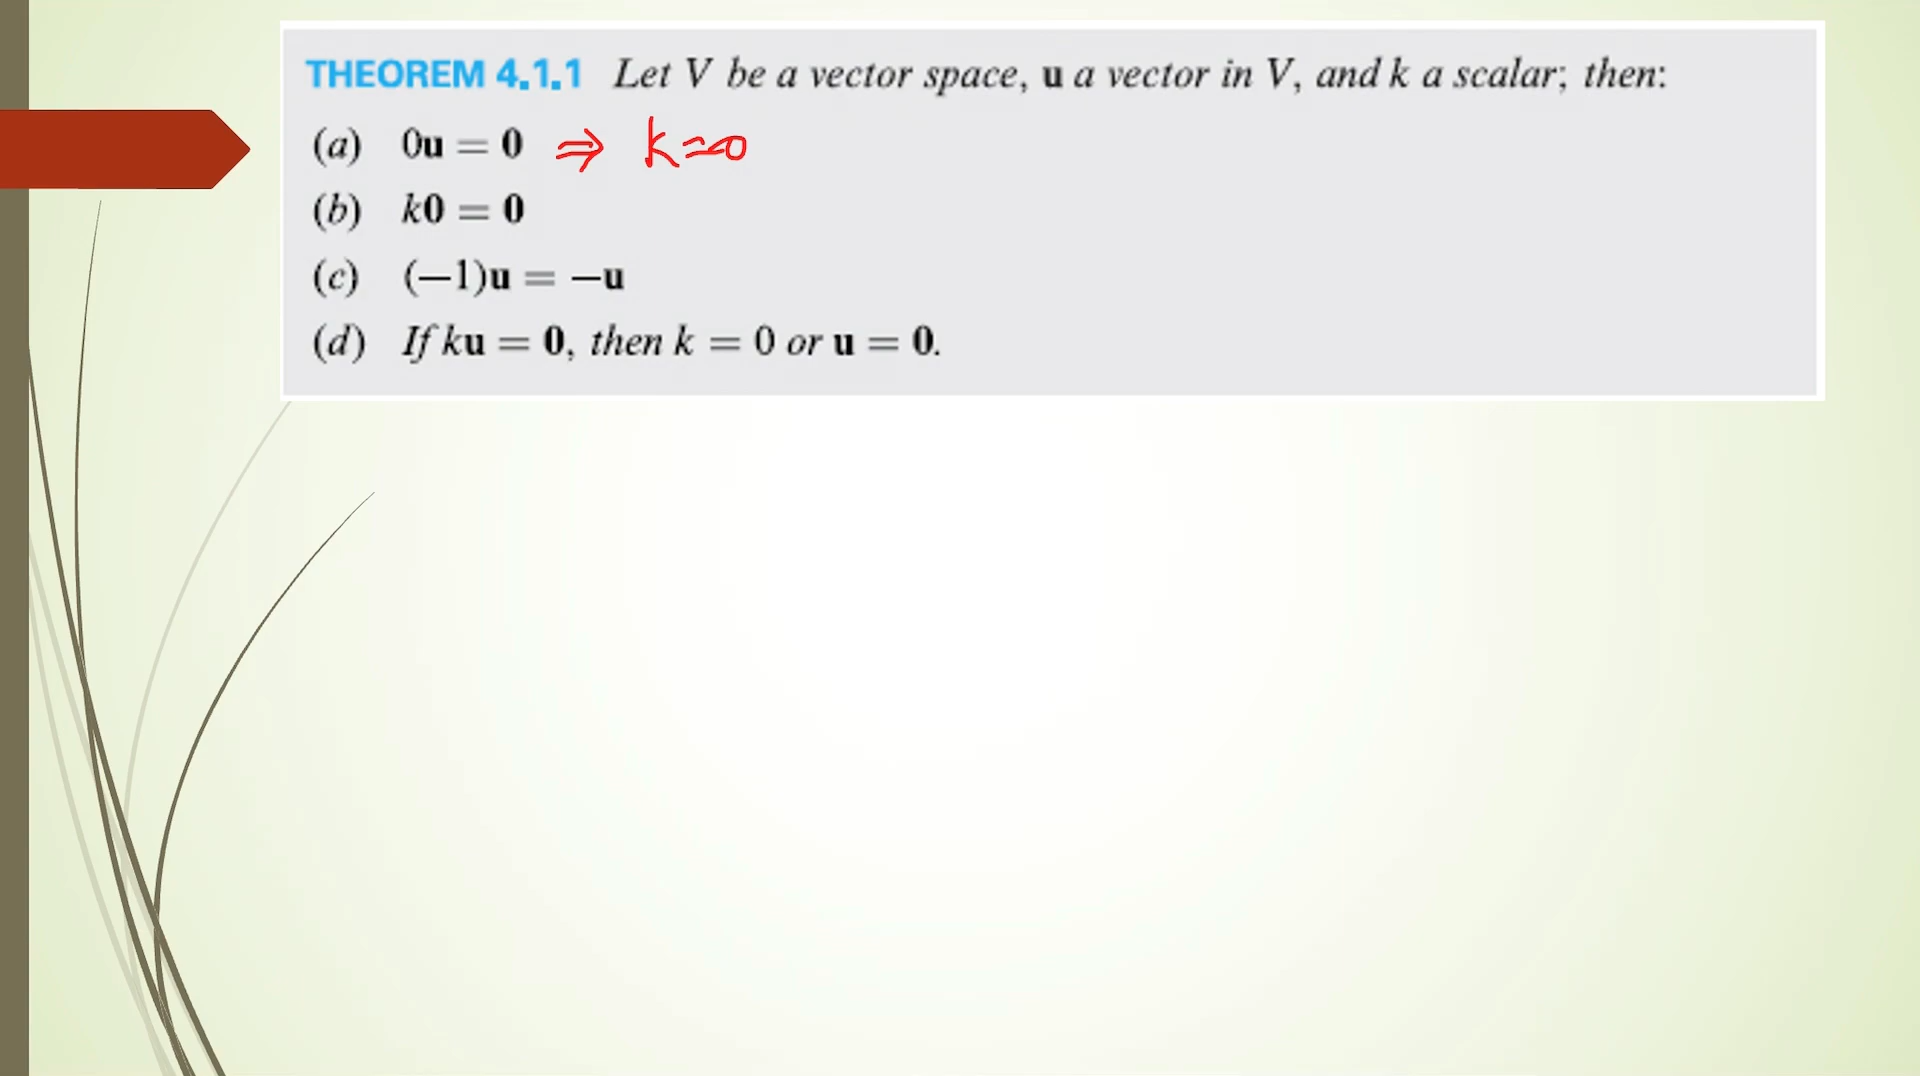 THEOREM 4.1.1 Let V be a vector space, u a vector in V, and k a scalar; then:
(a) 0u = 0 ⇒ k=0
(b) k0 = 0
(c) (−1)u = −u
(d) If ku = 0, then k = 0 or u = 0.